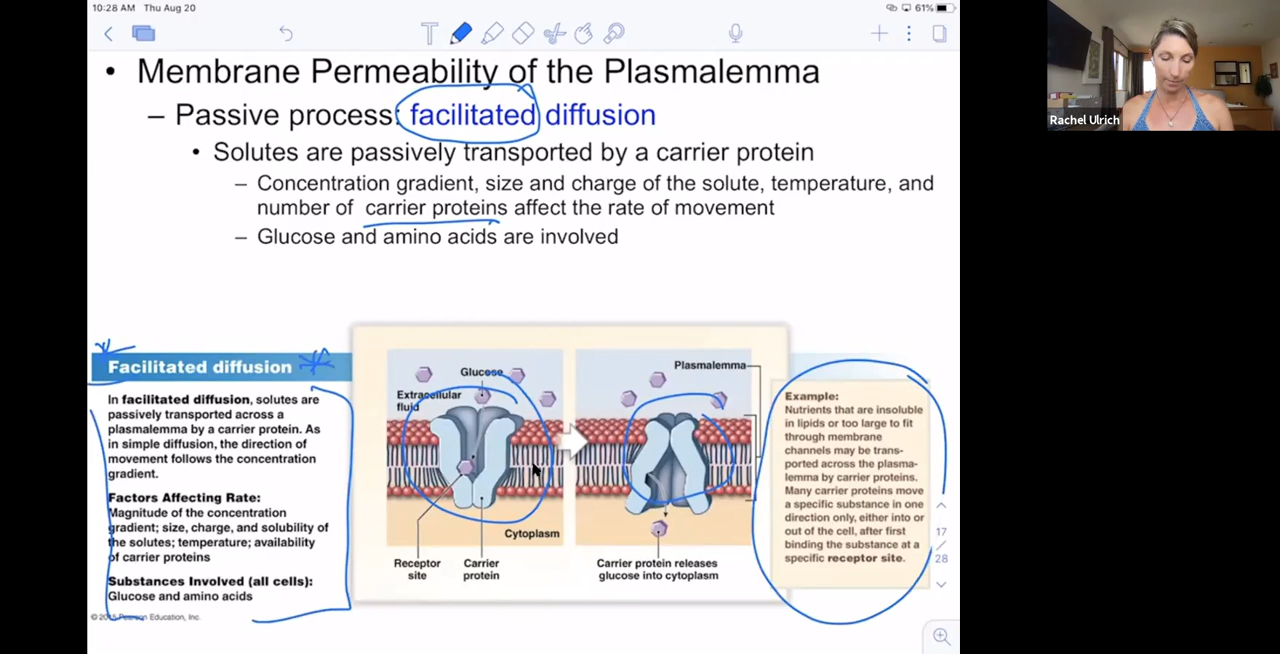 10:28 AM Thu Aug 20
61%
• Membrane Permeability of the Plasmalemma
– Passive process: facilitated diffusion
• Solutes are passively transported by a carrier protein
– Concentration gradient, size and charge of the solute, temperature, and
number of carrier proteins affect the rate of movement
– Glucose and amino acids are involved
Facilitated diffusion
In facilitated diffusion, solutes are
passively transported across a
plasmalemma by a carrier protein. As
in simple diffusion, the direction of
movement follows the concentration
gradient.
Factors Affecting Rate:
Magnitude of the concentration
gradient; size, charge, and solubility of
the solutes; temperature; availability
of carrier proteins
Substances Involved (all cells):
Glucose and amino acids
© 2015 Pearson Education, Inc.
Glucose
Extracellular
fluid
Cytoplasm
Receptor
site
Carrier
protein
Plasmalemma
Carrier protein releases
glucose into cytoplasm
Example:
Nutrients that are insoluble
in lipids or too large to fit
through membrane
channels may be trans-
ported across the plasma-
lemma by carrier proteins.
Many carrier proteins move
a specific substance in one
direction only, either into or
out of the cell, after first
binding the substance at a
specific receptor site.
17
/
28
Rachel Ulrich